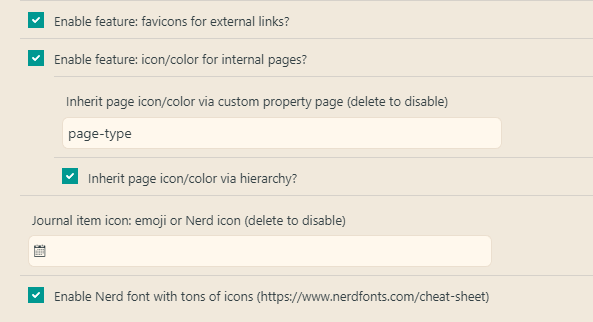 Enable feature: favicons for external links?
Enable feature: icon/color for internal pages?
Inherit page icon/color via custom property page (delete to disable)
page-type
Inherit page icon/color via hierarchy?
Journal item icon: emoji or Nerd icon (delete to disable)
Enable Nerd font with tons of icons (https://www.nerdfonts.com/cheat-sheet)